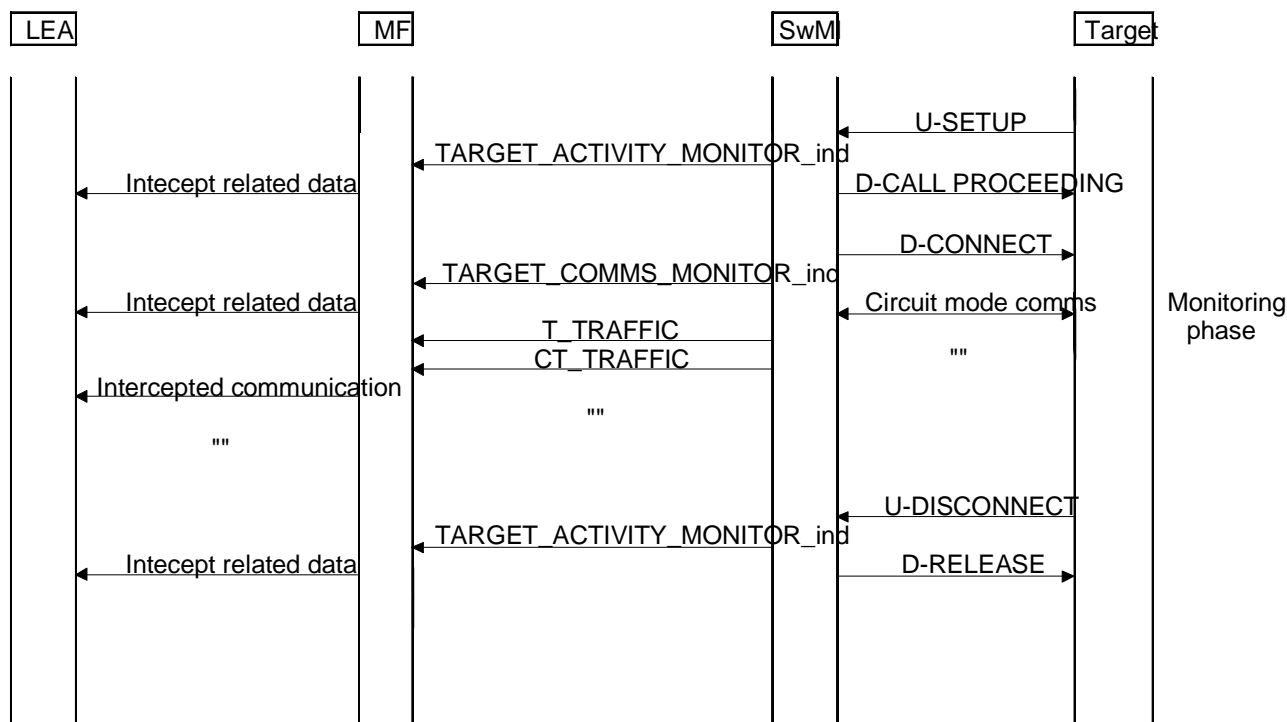 LEA MF SwMI Target
U-SETUP
TARGET_ACTIVITY_MONITOR_ind
Intecept related data D-CALL PROCEEDING
D-CONNECT
TARGET_COMMS_MONITOR_ind
Intecept related data Circuit mode comms Monitoring
phase
T_TRAFFIC
""
CT_TRAFFIC
Intercepted communication
""
""
U-DISCONNECT
TARGET_ACTIVITY_MONITOR_ind
Intecept related data D-RELEASE